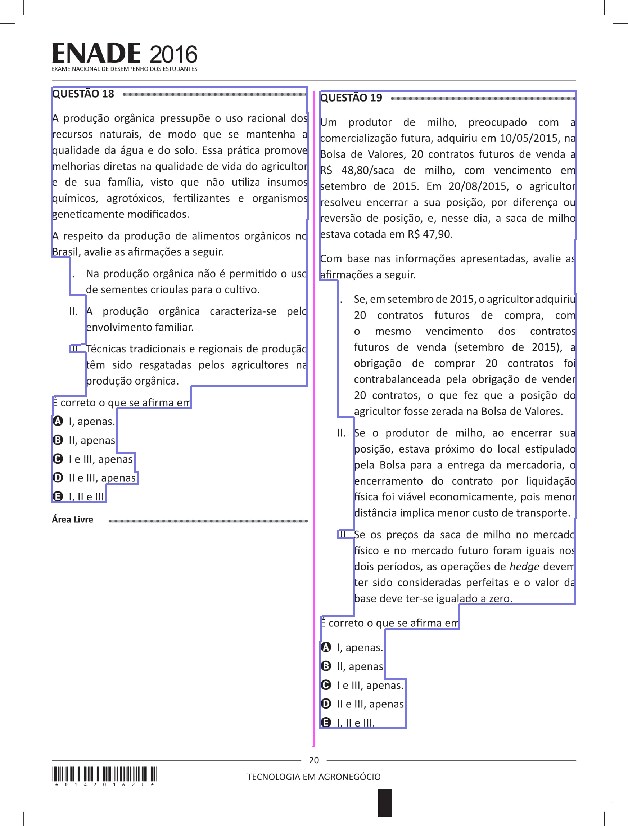 ENADE 2016
EXAME NACIONAL DE DESEMPENHO DOS ESTUDANTES
QUESTÃO 18
A produção orgânica pressupõe o uso racional dos
recursos naturais, de modo que se mantenha a
qualidade da água e do solo. Essa prática promove
melhorias diretas na qualidade de vida do agricultor
e de sua família, visto que não utiliza insumos
químicos, agrotóxicos, fertilizantes e organismos
geneticamente modificados.
A respeito da produção de alimentos orgânicos no
Brasil, avalie as afirmações a seguir.
I. Na produção orgânica não é permitido o uso
de sementes crioulas para o cultivo.
II. A produção orgânica caracteriza-se pelo
envolvimento familiar.
III. Técnicas tradicionais e regionais de produção
têm sido resgatadas pelos agricultores na
produção orgânica.
É correto o que se afirma em
A I, apenas.
B II, apenas.
C I e III, apenas.
D II e III, apenas.
E I, II e III.
Área Livre
QUESTÃO 19
Um produtor de milho, preocupado com a
comercialização futura, adquiriu em 10/05/2015, na
Bolsa de Valores, 20 contratos futuros de venda a
R$ 48,80/saca de milho, com vencimento em
setembro de 2015. Em 20/08/2015, o agricultor
resolveu encerrar a sua posição, por diferença ou
reversão de posição, e, nesse dia, a saca de milho
estava cotada em R$ 47,90.
Com base nas informações apresentadas, avalie as
afirmações a seguir.
I. Se, em setembro de 2015, o agricultor adquiriu
20 contratos futuros de compra, com
o mesmo vencimento dos contratos
futuros de venda (setembro de 2015), a
obrigação de comprar 20 contratos foi
contrabalanceada pela obrigação de vender
20 contratos, o que fez que a posição do
agricultor fosse zerada na Bolsa de Valores.
II. Se o produtor de milho, ao encerrar sua
posição, estava próximo do local estipulado
pela Bolsa para a entrega da mercadoria, o
encerramento do contrato por liquidação
física foi viável economicamente, pois menor
distância implica menor custo de transporte.
III. Se os preços da saca de milho no mercado
físico e no mercado futuro foram iguais nos
dois períodos, as operações de hedge devem
ter sido consideradas perfeitas e o valor da
base deve ter-se igualado a zero.
É correto o que se afirma em
A I, apenas.
B II, apenas.
C I e III, apenas.
D II e III, apenas.
E I, II e III.
20
TECNOLOGIA EM AGRONEGÓCIO